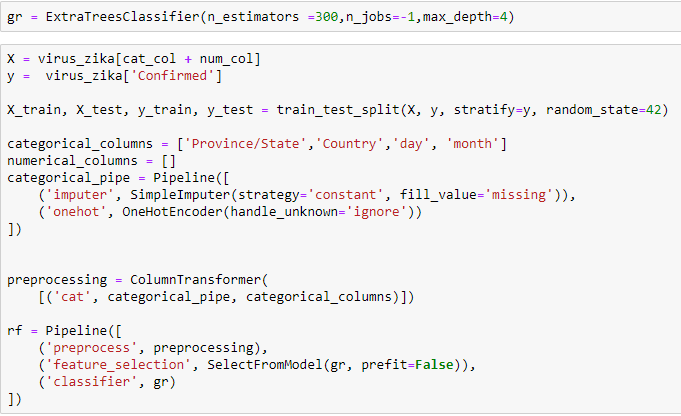 gr = ExtraTreesClassifier(n_estimators =300,n_jobs=-1,max_depth=4)
X = virus_zika[cat_col + num_col]
y =  virus_zika['Confirmed']
X_train, X_test, y_train, y_test = train_test_split(X, y, stratify=y, random_state=42)
categorical_columns = ['Province/State','Country','day', 'month']
numerical_columns = []
categorical_pipe = Pipeline([
    ('imputer', SimpleImputer(strategy='constant', fill_value='missing')),
    ('onehot', OneHotEncoder(handle_unknown='ignore'))
])
preprocessing = ColumnTransformer(
    [('cat', categorical_pipe, categorical_columns)])
rf = Pipeline([
    ('preprocess', preprocessing),
    ('feature_selection', SelectFromModel(gr, prefit=False)),
    ('classifier', gr)
])